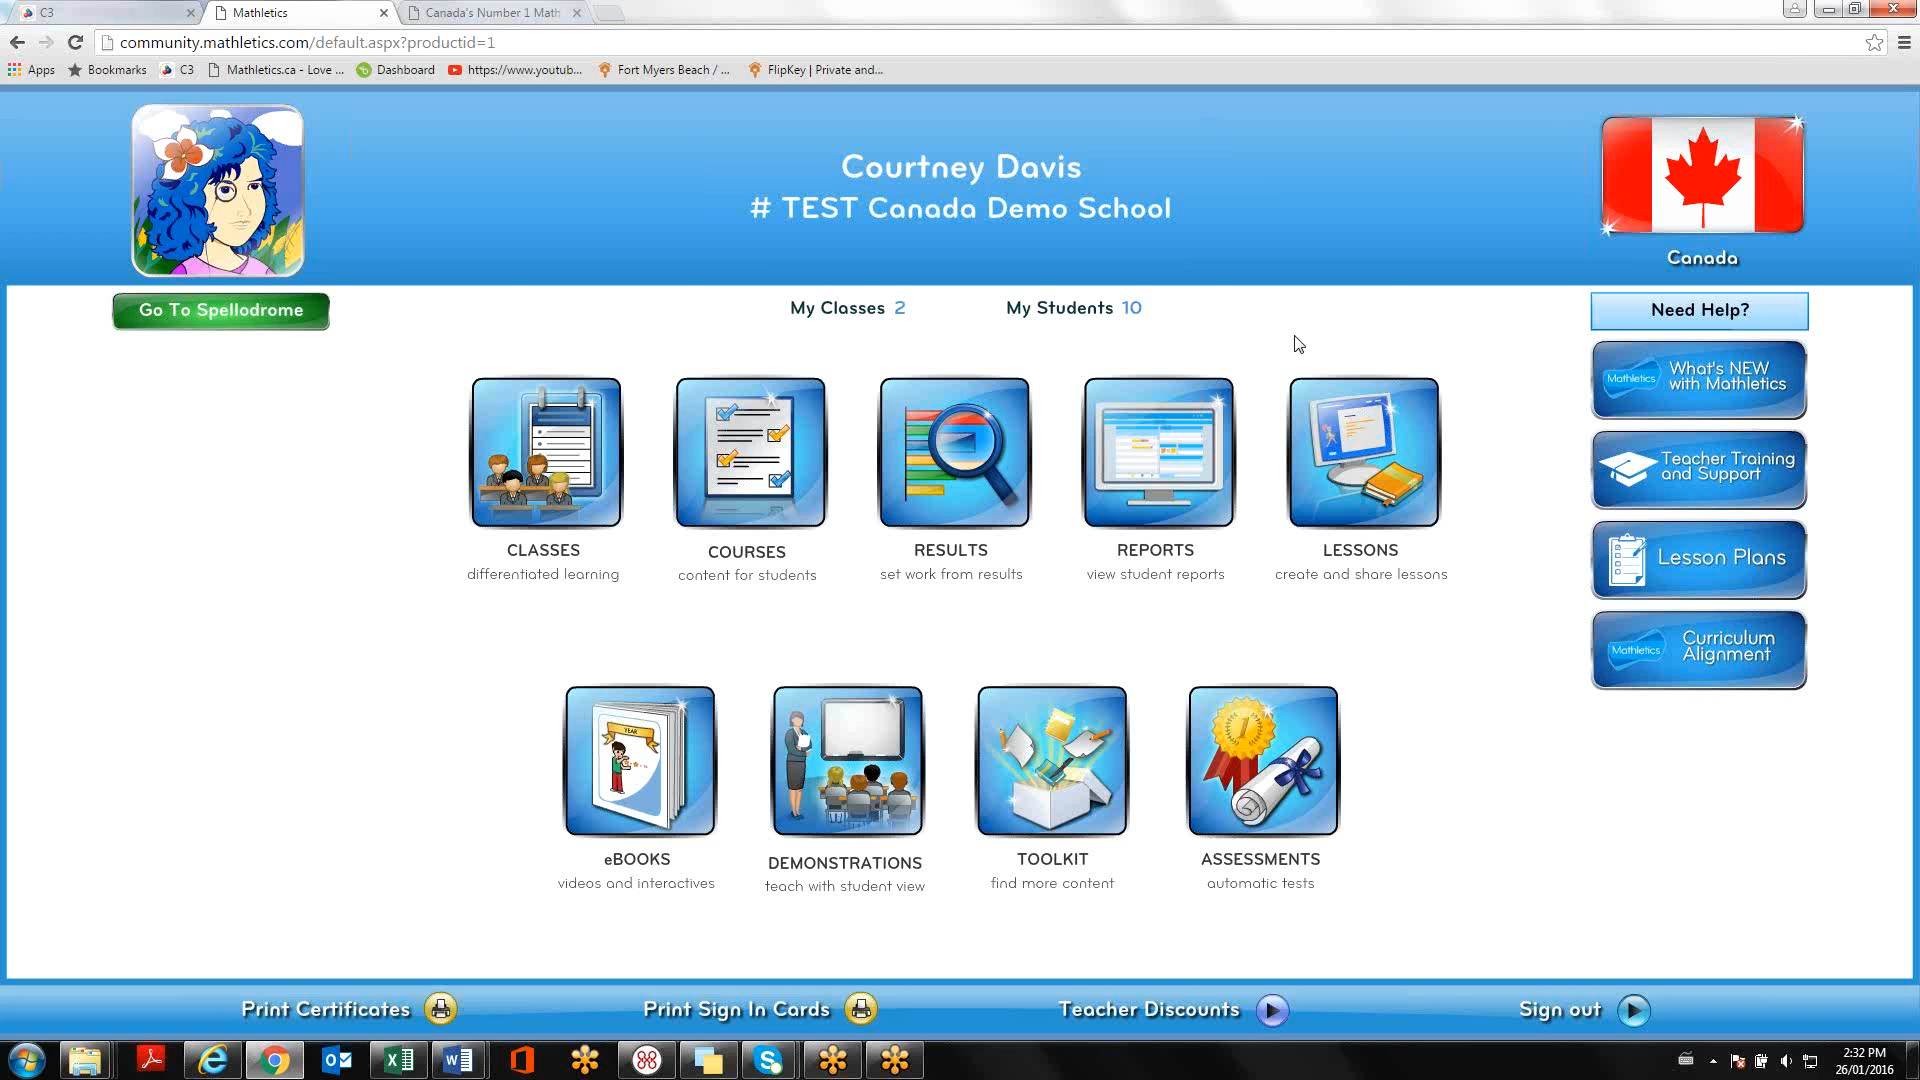 C3
Mathletics
Canada's Number 1 Math
community.mathletics.com/default.aspx?productid=1
Apps
Bookmarks
C3
Mathletics.ca - Love ...
Dashboard
https://www.youtub...
Fort Myers Beach / ...
FlipKey | Private and...
Courtney Davis
# TEST Canada Demo School
Canada
Go To Spellodrome
My Classes 2
My Students 10
Need Help?
Mathletics
What's NEW
with Mathletics
Teacher Training
and Support
Lesson Plans
Mathletics
Curriculum
Alignment
CLASSES
differentiated learning
COURSES
content for students
RESULTS
set work from results
REPORTS
view student reports
LESSONS
create and share lessons
YEAR
1
eBOOKS
videos and interactives
DEMONSTRATIONS
teach with student view
TOOLKIT
find more content
ASSESSMENTS
automatic tests
Print Certificates
Print Sign In Cards
Teacher Discounts
Sign out
2:32 PM
26/01/2016